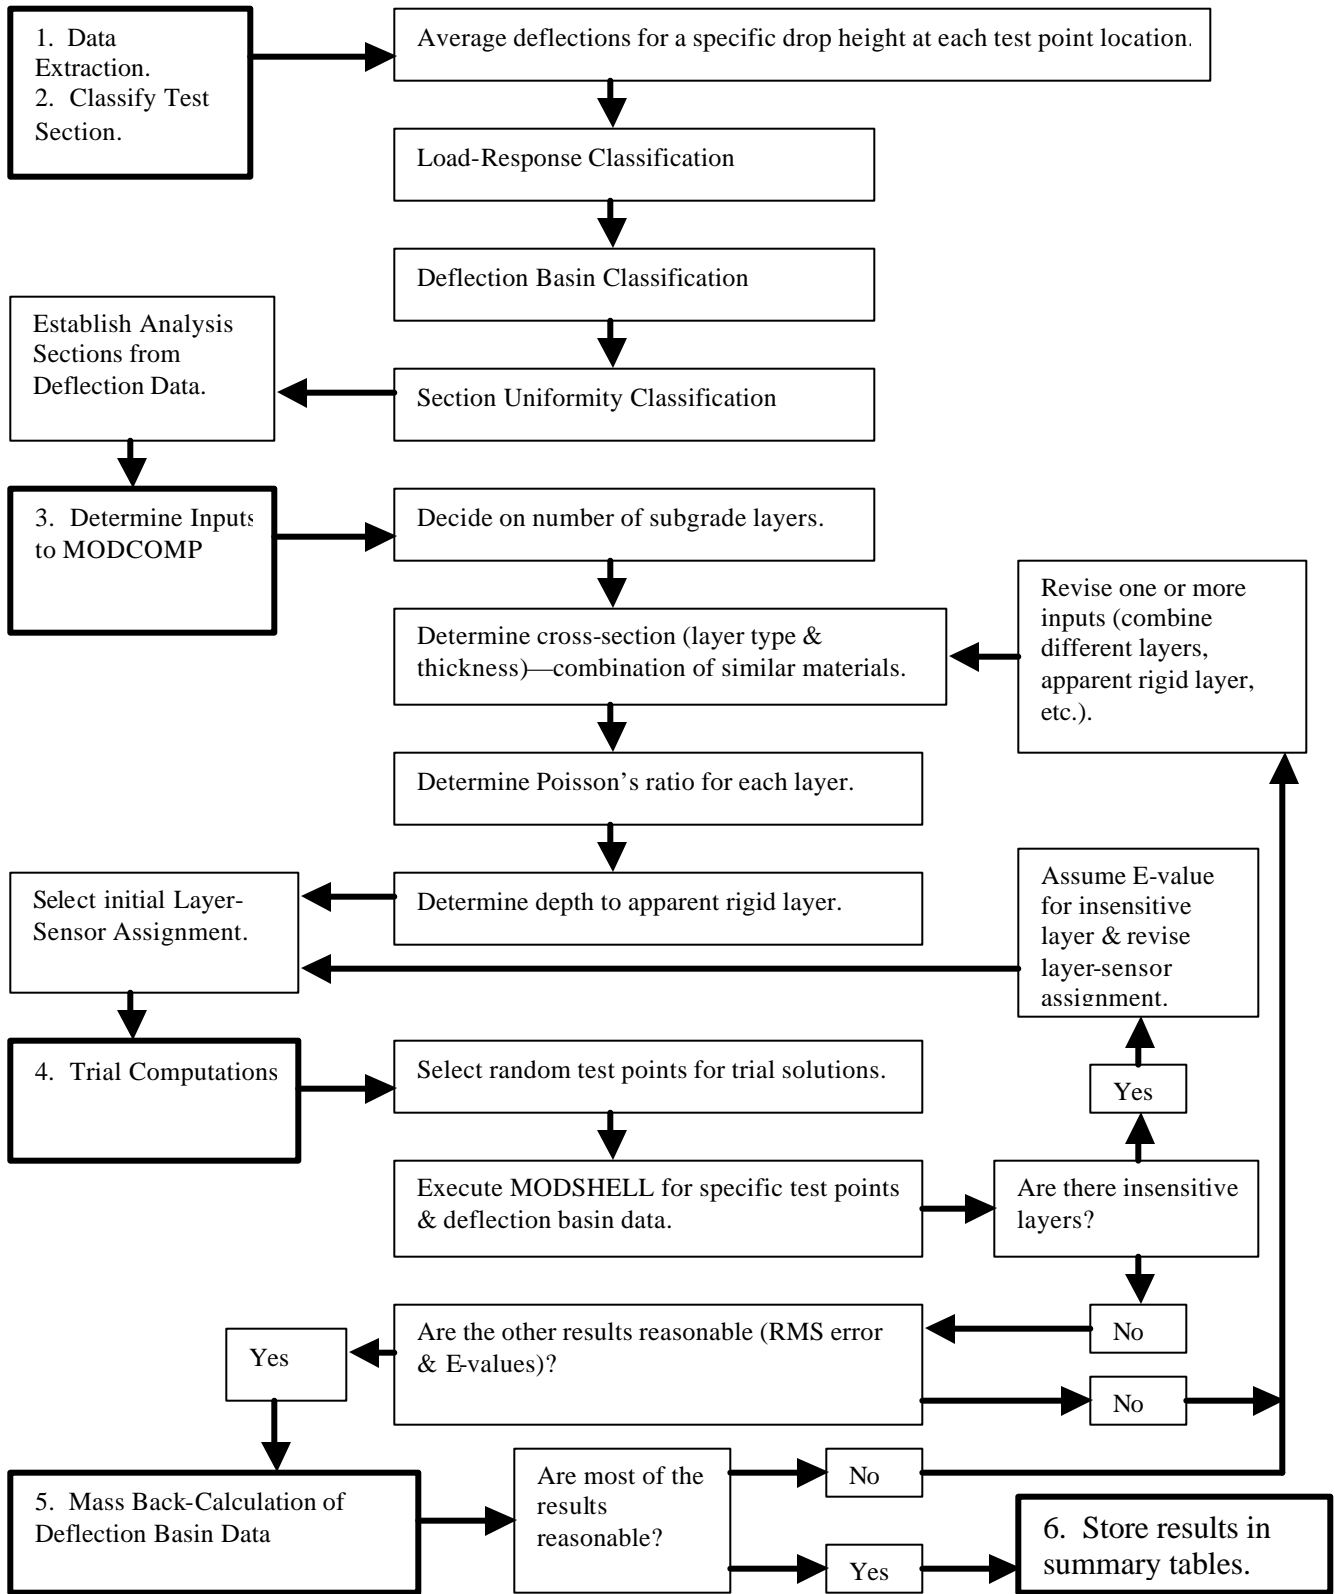 1. Data
Extraction.
2. Classify Test
Section.
Average deflections for a specific drop height at each test point location.
Load-Response Classification
Deflection Basin Classification
Section Uniformity Classification
Establish Analysis
Sections from
Deflection Data.
3. Determine Inputs
to MODCOMP
Decide on number of subgrade layers.
Determine cross-section (layer type &
thickness)—combination of similar materials.
Revise one or more
inputs (combine
different layers,
apparent rigid layer,
etc.).
Determine Poisson’s ratio for each layer.
Determine depth to apparent rigid layer.
Select initial Layer-
Sensor Assignment.
Assume E-value
for insensitive
layer & revise
layer-sensor
assignment.
Yes
4. Trial Computations
Select random test points for trial solutions.
Execute MODSHELL for specific test points
& deflection basin data.
Are there insensitive
layers?
No
Are the other results reasonable (RMS error
& E-values)?
Yes
No
5. Mass Back-Calculation of
Deflection Basin Data
Are most of the
results
reasonable?
No
Yes
6. Store results in
summary tables.